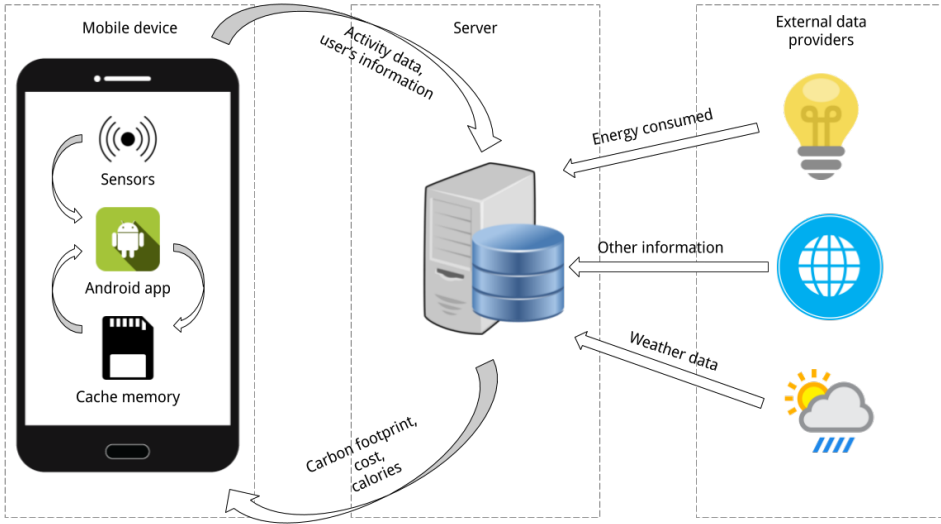 Mobile device
Server
External data
providers
Activity data,
user's information
Energy consumed
Sensors
Other information
Android app
Weather data
Cache memory
Carbon footprint,
cost,
calories